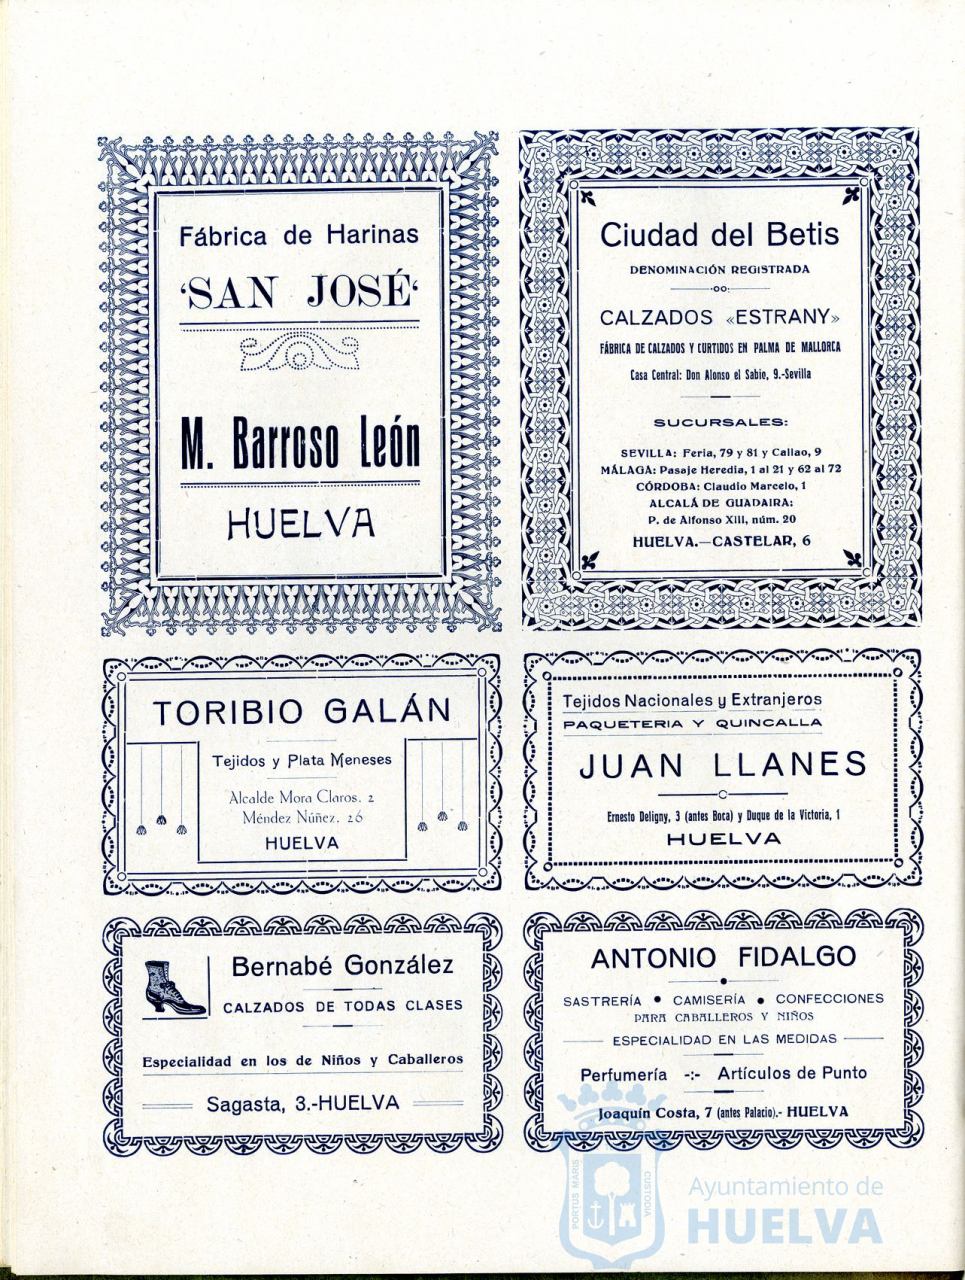 Fábrica de Harinas
‘SAN JOSÉ‘
M. Barroso León
HUELVA
Ciudad del Betis
DENOMINACIÓN REGISTRADA
CALZADOS «ESTRANY»
FÁBRICA DE CALZADOS Y CURTIDOS EN PALMA DE MALLORCA
Casa Central: Don Alonso el Sabio, 9.-Sevilla
SUCURSALES:
SEVILLA: Feria, 79 y 81 y Callao, 9
MÁLAGA: Pasaje Heredia, 1 al 21 y 62 al 72
CÓRDOBA: Claudio Marcelo, 1
ALCALÁ DE GUADAIRA:
P. de Alfonso XIII, núm. 20
HUELVA.—CASTELAR, 6
TORIBIO GALÁN
Tejidos y Plata Meneses
Alcalde Mora Claros. 2
Méndez Núñez. 26
HUELVA
Tejidos Nacionales y Extranjeros
PAQUETERIA Y QUINCALLA
JUAN LLANES
Ernesto Deligny, 3 (antes Boca) y Duque de la Victoria, 1
HUELVA
Bernabé González
CALZADOS DE TODAS CLASES
Especialidad en los de Niños y Caballeros
Sagasta, 3.-HUELVA
ANTONIO FIDALGO
SASTRERÍA • CAMISERÍA • CONFECCIONES
PARA CABALLEROS Y NIÑOS
ESPECIALIDAD EN LAS MEDIDAS
Perfumería -:- Artículos de Punto
Joaquín Costa, 7 (antes Palacio).- HUELVA
PORTUS MARIS
CUSTODIA
Ayuntamiento de
HUELVA